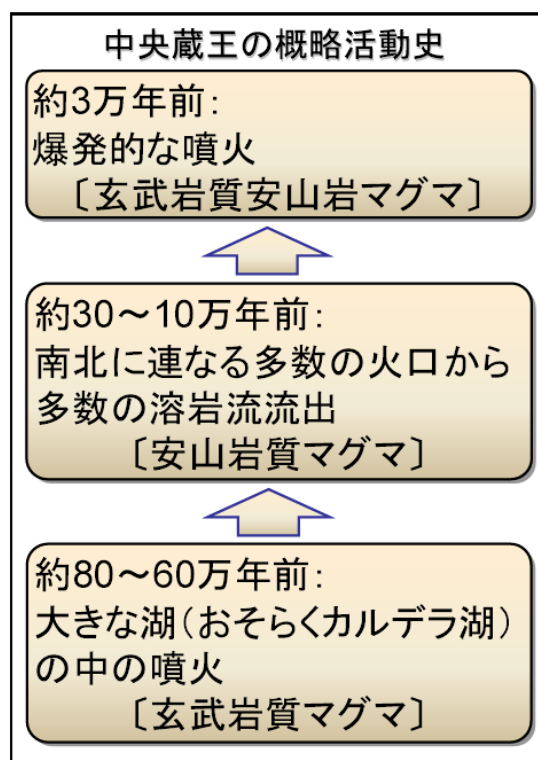 中央蔵王の概略活動史
約3万年前:
爆発的な噴火
〔玄武岩質安山岩マグマ〕
約30～10万年前:
南北に連なる多数の火口から
多数の溶岩流流出
〔安山岩質マグマ〕
約80～60万年前:
大きな湖(おそらくカルデラ湖)
の中の噴火
〔玄武岩質マグマ〕